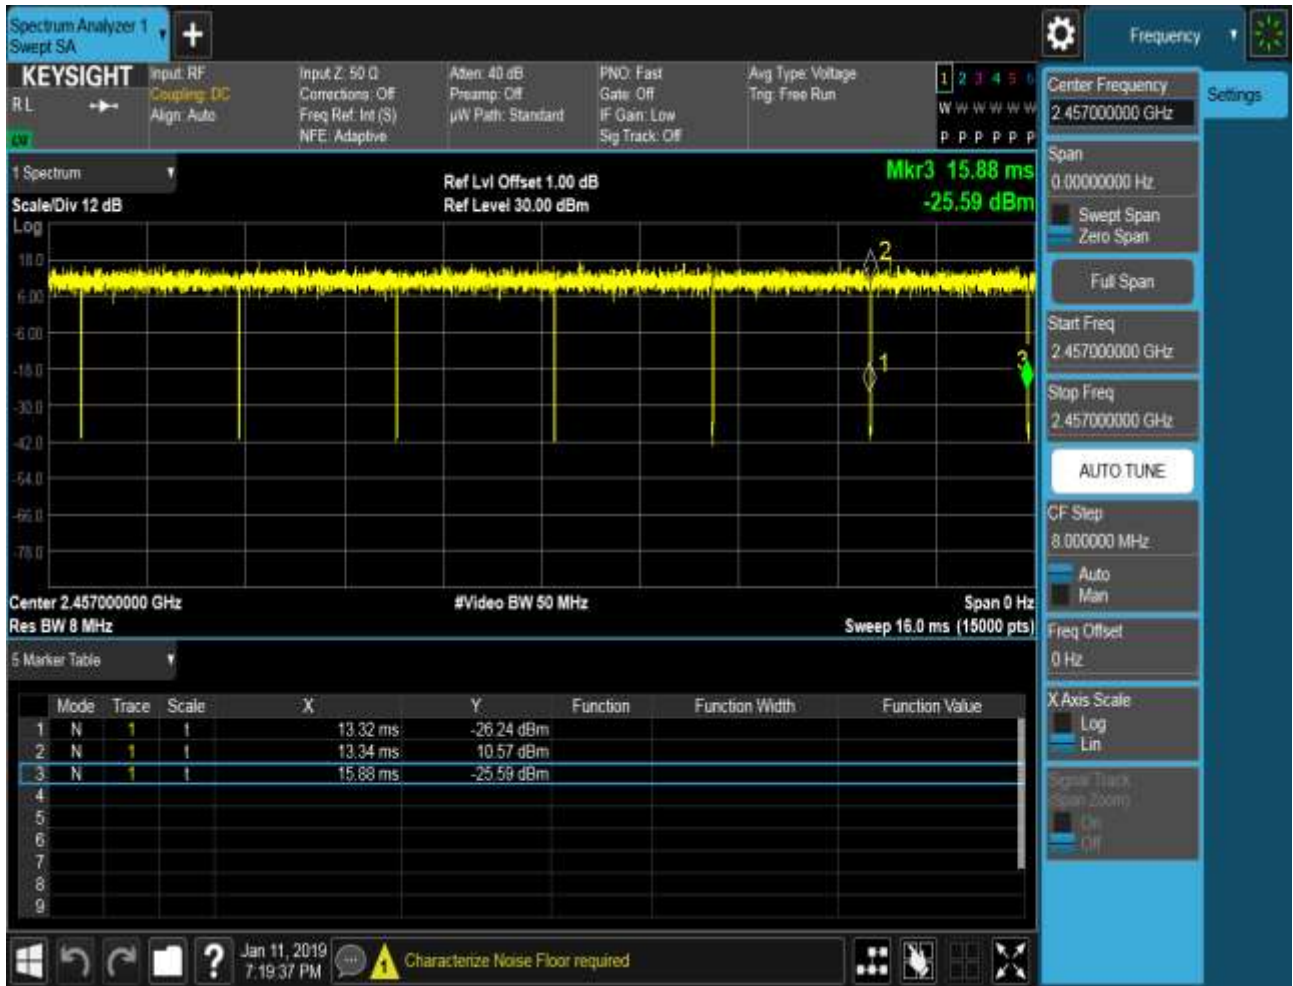 Spectrum Analyzer 1
Swept SA
Frequency
KEYSIGHT
R L
Input: RF
Coupling: DC
Align: Auto
Input Z: 50 Ω
Corrections: Off
Freq Ref: Int (S)
NFE: Adaptive
Atten: 40 dB
Preamp: Off
µW Path: Standard
PNO: Fast
Gate: Off
IF Gain: Low
Sig Track: Off
Avg Type: Voltage
Trig: Free Run
1 2 3 4 5 6
W W W W W W
P P P P P P
1 Spectrum
Scale/Div 12 dB
Ref Lvl Offset 1.00 dB
Ref Level 30.00 dBm
Mkr3 15.88 ms
-25.59 dBm
Log
18.0
6.00
-6.00
-18.0
-30.0
-42.0
-54.0
-66.0
-78.0
2
1
3
Center 2.457000000 GHz
#Video BW 50 MHz
Span 0 Hz
Res BW 8 MHz
Sweep 16.0 ms (15000 pts)
5 Marker Table
Mode Trace Scale X Y Function Function Width Function Value
1 N 1 t 13.32 ms -26.24 dBm
2 N 1 t 13.34 ms 10.57 dBm
3 N 1 t 15.88 ms -25.59 dBm
4
5
6
7
8
9
Jan 11, 2019
7:19:37 PM
Characterize Noise Floor required
Settings
Center Frequency
2.457000000 GHz
Span
0.00000000 Hz
Swept Span
Zero Span
Full Span
Start Freq
2.457000000 GHz
Stop Freq
2.457000000 GHz
AUTO TUNE
CF Step
8.000000 MHz
Auto
Man
Freq Offset
0 Hz
X Axis Scale
Log
Lin
Signal Track
(Span Zoom)
On
Off